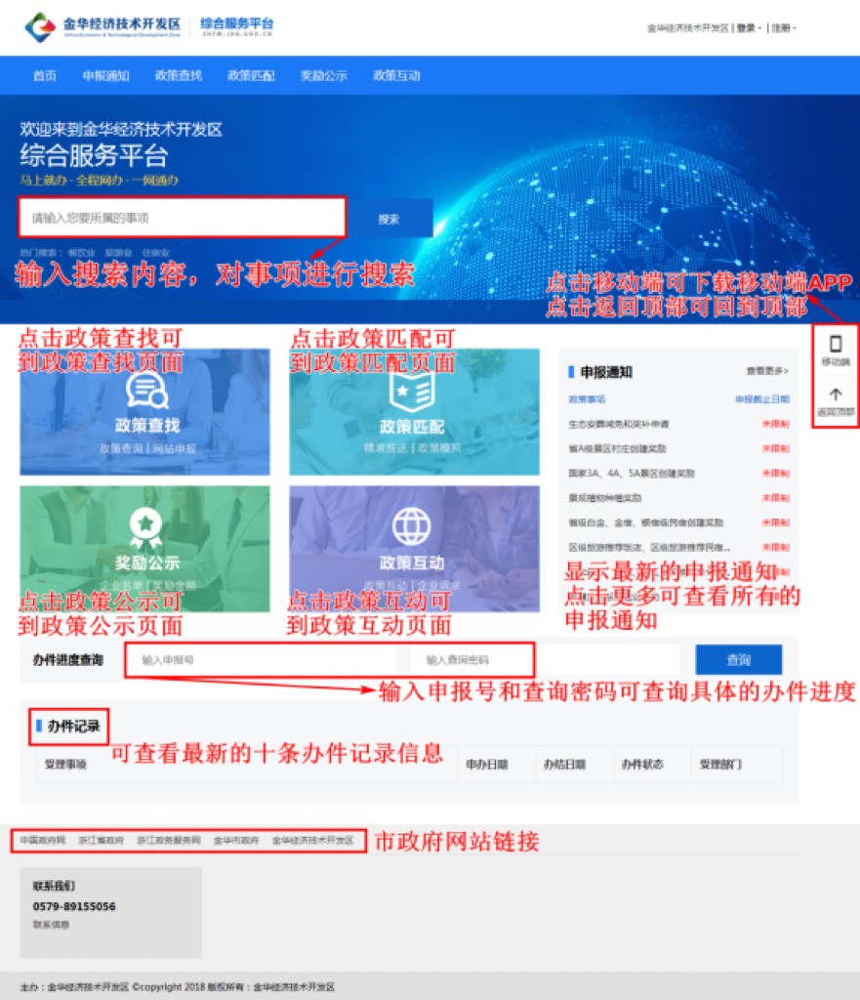 金华经济技术开发区 综合服务平台
Jinhua Economic & Technological Development Zone ZHFW.JHK.GOV.CN
金华经济技术开发区 | 登录 | 注册
首页 申报通知 政策查找 政策匹配 奖励公示 政策互动
欢迎来到金华经济技术开发区
综合服务平台
马上就办·全程网办·一网通办
请输入您要所属的事项
搜索
热门搜索： 餐饮业 旅游业 住宿业
输入搜索内容，对事项进行搜索
点击移动端可下载移动端APP
点击返回顶部可回到顶部
移动端
返回顶部
点击政策查找可
到政策查找页面
政策查找
政策查询 | 网站申报
点击政策匹配可
到政策匹配页面
政策匹配
精准推送 | 政策模拟
申报通知 查看更多>
政策事项 申报截止日期
生态安葬减免和奖补申请 未限制
省A级景区村庄创建奖励 未限制
国家3A、4A、5A景区创建奖励 未限制
景观植物种植奖励 未限制
省级白金、金宿、银宿级民宿创建奖励 未限制
区级旅游推荐饭店、区级旅游推荐民宿... 未限制
显示最新的申报通知
点击更多可查看所有的
申报通知
奖励公示
企业名单 | 奖励金额
点击政策公示可
到政策公示页面
政策互动
政策互动 | 企业诉求
点击政策互动可
到政策互动页面
办件进度查询 输入申报号 输入查询密码 查询
输入申报号和查询密码可查询具体的办件进度
办件记录
可查看最新的十条办件记录信息
受理事项 申办日期 办结日期 办件状态 受理部门
中国政府网 浙江省政府 浙江政务服务网 金华市政府 金华经济技术开发区
市政府网站链接
联系我们
0579-89155056
联系信息
主办：金华经济技术开发区 ©copyright 2018 版权所有：金华经济技术开发区